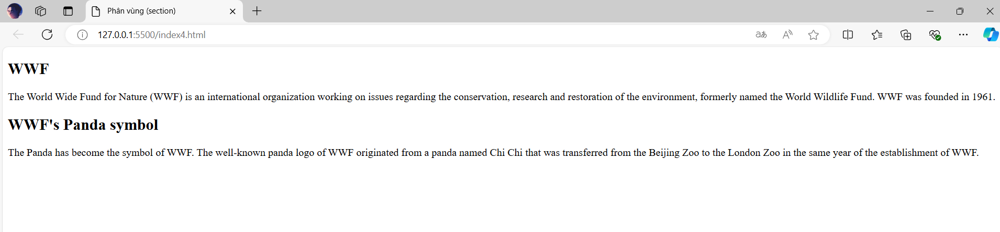 Phân vùng (section)
127.0.0.1:5500/index4.html
WWF
The World Wide Fund for Nature (WWF) is an international organization working on issues regarding the conservation, research and restoration of the environment, formerly named the World Wildlife Fund. WWF was founded in 1961.
WWF's Panda symbol
The Panda has become the symbol of WWF. The well-known panda logo of WWF originated from a panda named Chi Chi that was transferred from the Beijing Zoo to the London Zoo in the same year of the establishment of WWF.